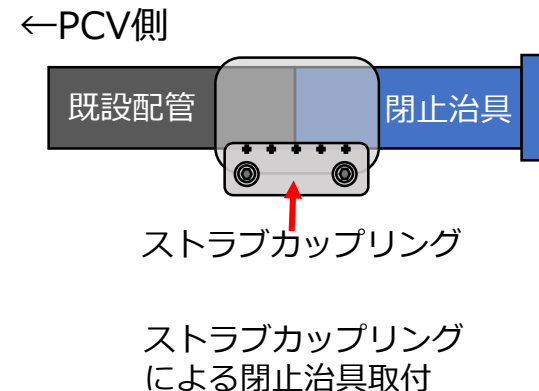 ←PCV側
既設配管
閉止治具
ストラブカップリング
ストラブカップリング
による閉止治具取付